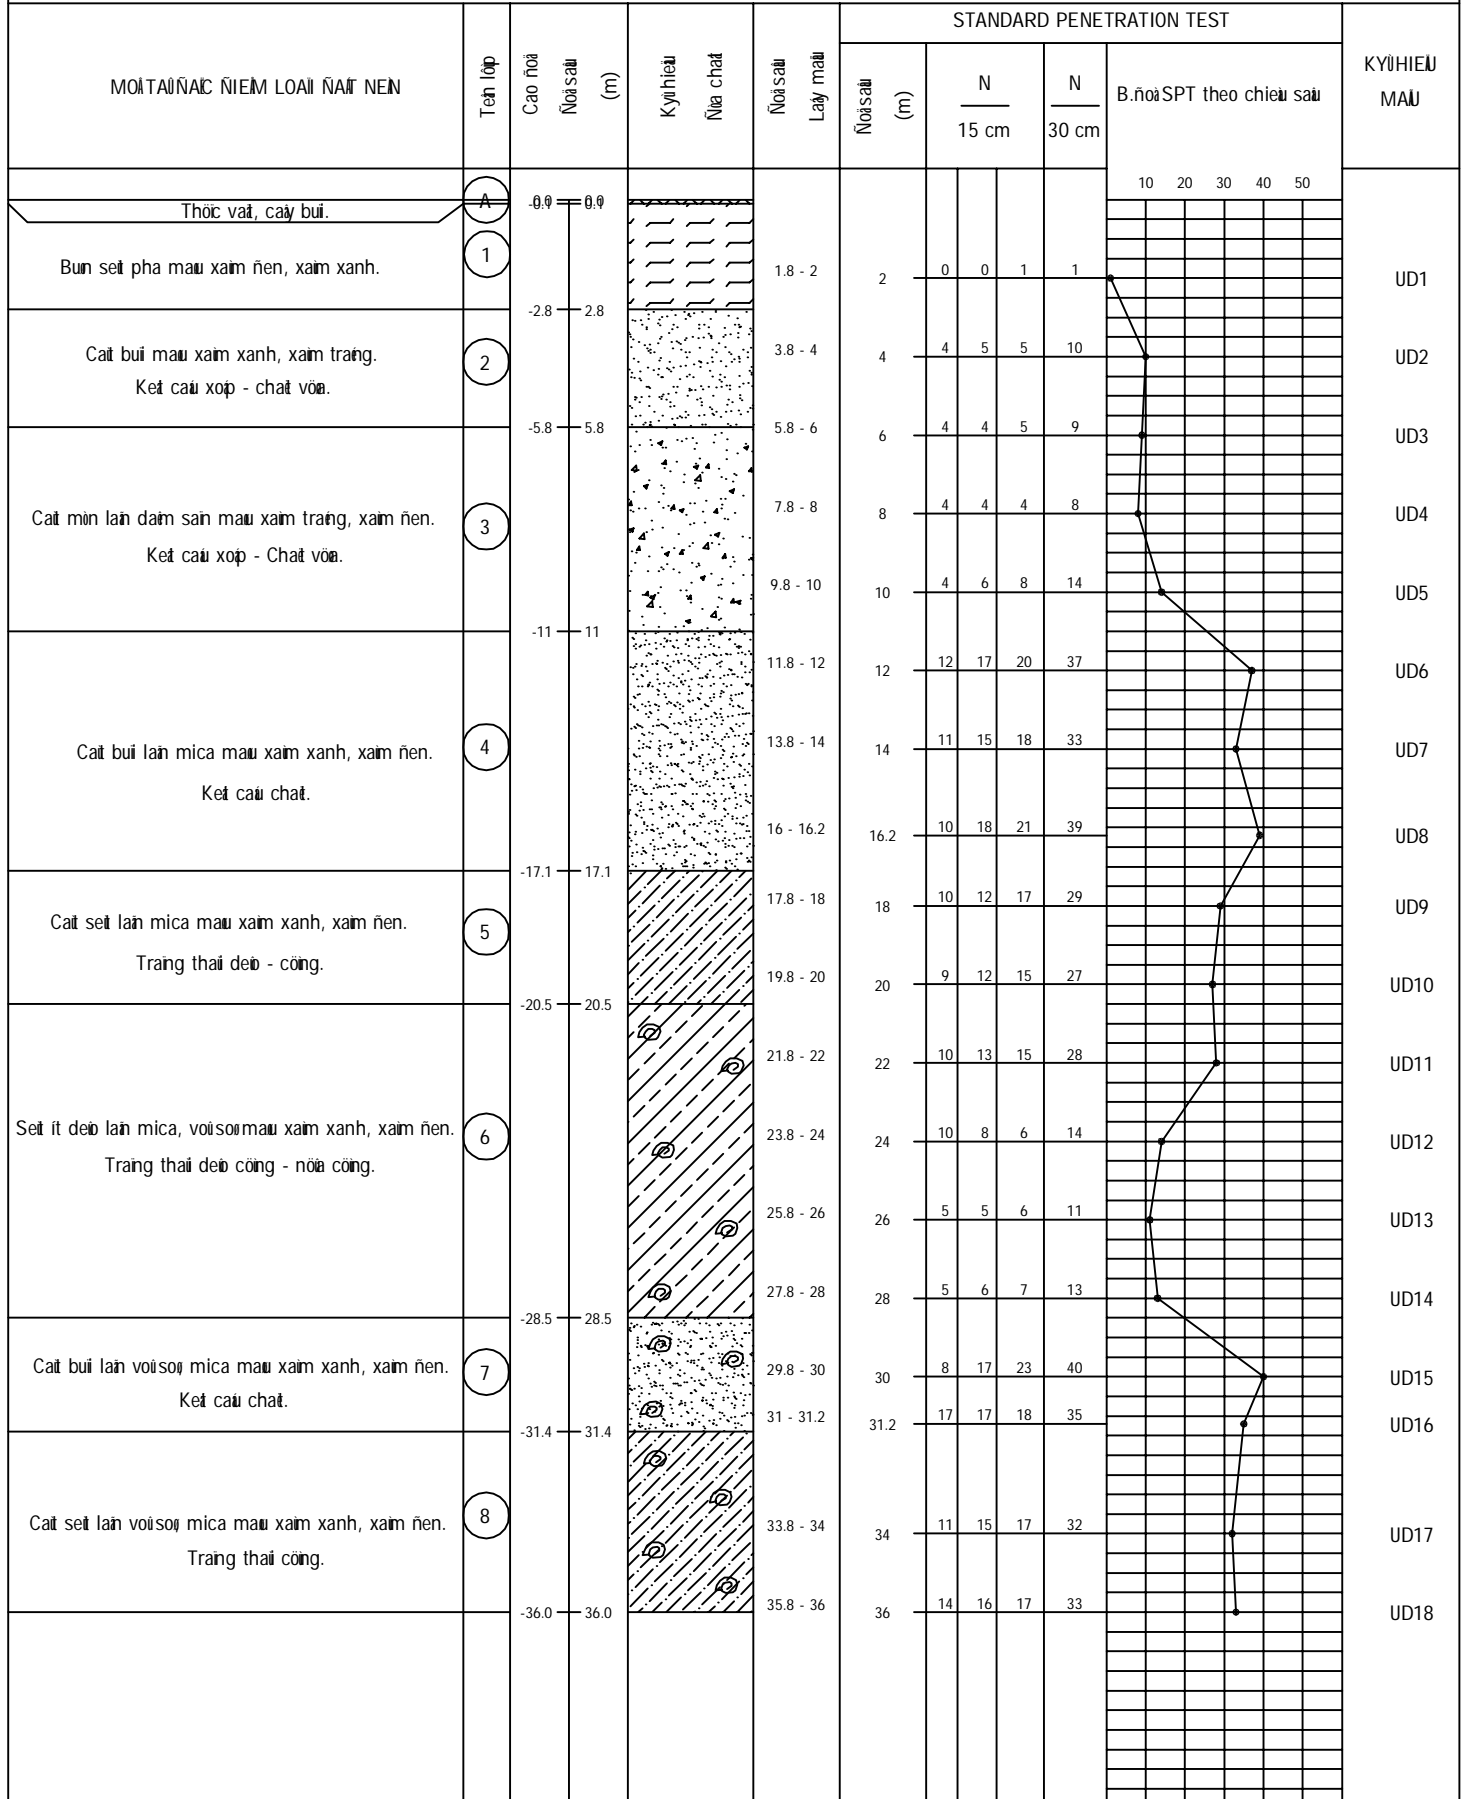 STANDARD PENETRATION TEST
MOÂ TAÛ ÑAËC ÑIEÅM LOAÏI ÑAÁT NEÀN
Teân lôùp
Cao ñoä
Ñoä saâu
(m)
Kyù hieäu
Ñòa chaát
Ñoä saâu
Laáy maãu
Ñoä saâu
(m)
N
15 cm
N
30 cm
B.ñoà SPT theo chieàu saâu
KYÙ HIEÄU
MAÃU
10 20 30 40 50
A -0.0 0.0
-0.1 0.1
Thöïc vaät, caây buïi.
1
Buøn seùt pha maøu xaùm ñen, xaùm xanh.
1.8 - 2 2 0 0 1 1 UD1
-2.8 2.8
Caùt buïi maøu xaùm xanh, xaùm traéng.
Keát caáu xoáp - chaët vöøa.
2
3.8 - 4 4 4 5 5 10 UD2
-5.8 5.8
5.8 - 6 6 4 4 5 9 UD3
Caùt mòn laãn daêm saïn maøu xaùm traéng, xaùm ñen.
Keát caáu xoáp - Chaët vöøa.
3
7.8 - 8 8 4 4 4 8 UD4
9.8 - 10 10 4 6 8 14 UD5
-11 11
11.8 - 12 12 12 17 20 37 UD6
Caùt buïi laãn mica maøu xaùm xanh, xaùm ñen.
Keát caáu chaët.
4
13.8 - 14 14 11 15 18 33 UD7
16 - 16.2 16.2 10 18 21 39 UD8
-17.1 17.1
17.8 - 18 18 10 12 17 29 UD9
Caùt seùt laãn mica maøu xaùm xanh, xaùm ñen.
Traïng thaùi deûo - cöùng.
5
19.8 - 20 20 9 12 15 27 UD10
-20.5 20.5
21.8 - 22 22 10 13 15 28 UD11
Seùt ít deûo laãn mica, voû soø maøu xaùm xanh, xaùm ñen.
Traïng thaùi deûo cöùng - nöûa cöùng.
6
23.8 - 24 24 10 8 6 14 UD12
25.8 - 26 26 5 5 6 11 UD13
27.8 - 28 28 5 6 7 13 UD14
-28.5 28.5
Caùt buïi laãn voû soø, mica maøu xaùm xanh, xaùm ñen.
Keát caáu chaët.
7
29.8 - 30 30 8 17 23 40 UD15
31 - 31.2 31.2 17 17 18 35 UD16
-31.4 31.4
Caùt seùt laãn voû soø, mica maøu xaùm xanh, xaùm ñen.
Traïng thaùi cöùng.
8
33.8 - 34 34 11 15 17 32 UD17
35.8 - 36 36 14 16 17 33 UD18
-36.0 36.0